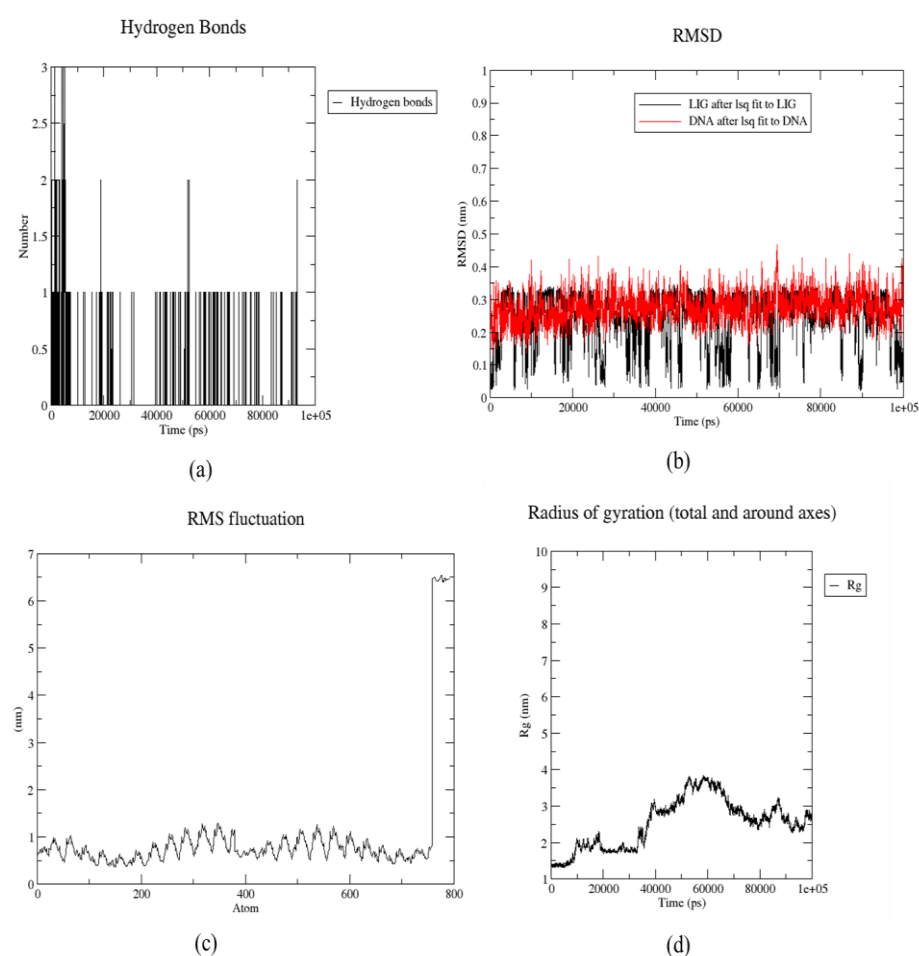 Hydrogen Bonds
3
2.5
2
1.5
1
0.5
0
Number
0
20000
40000
60000
80000
1e+05
Time (ps)
Hydrogen bonds
(a)
RMSD
1
0.9
0.8
0.7
0.6
0.5
0.4
0.3
0.2
0.1
0
RMSD (nm)
LIG after lsq fit to LIG
DNA after lsq fit to DNA
0
20000
40000
60000
80000
1e+05
Time (ps)
(b)
RMS fluctuation
7
6
5
4
3
2
1
0
(nm)
0
200
400
600
800
Atom
(c)
Radius of gyration (total and around axes)
10
9
8
7
6
5
4
3
2
1
Rg (nm)
Rg
0
20000
40000
60000
80000
1e+05
Time (ps)
(d)